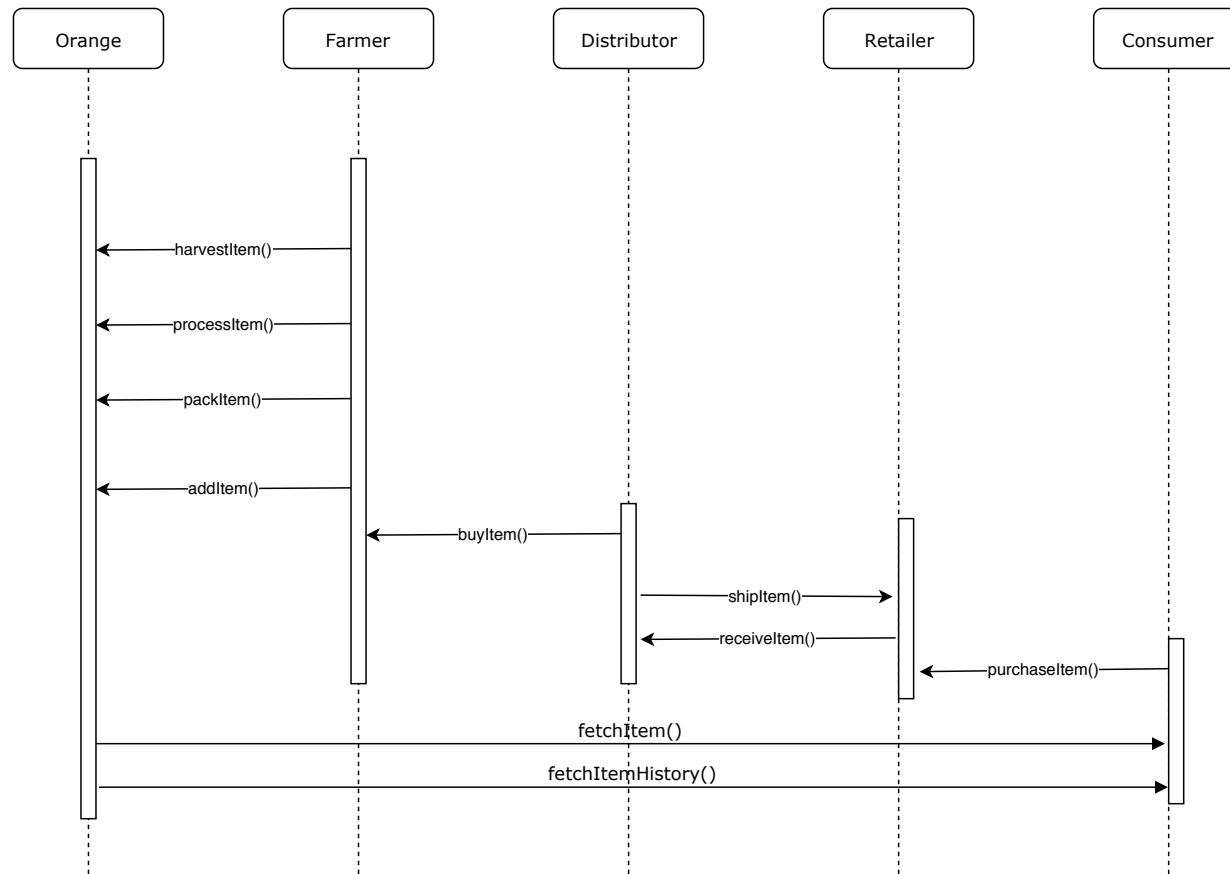 Orange
Farmer
Distributor
Retailer
Consumer
harvestItem()
processItem()
packItem()
addItem()
buyItem()
shipItem()
receiveItem()
purchaseItem()
fetchItem()
fetchItemHistory()